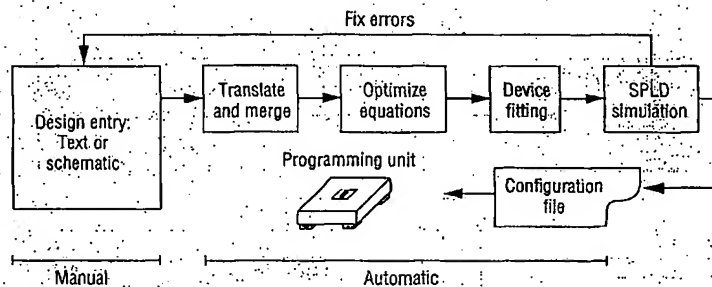 Fix errors
Design entry:
Text or
schematic
Translate
and merge
Optimize
equations
Device
fitting
SPLD
simulation
Programming unit
Configuration
file
Manual
Automatic